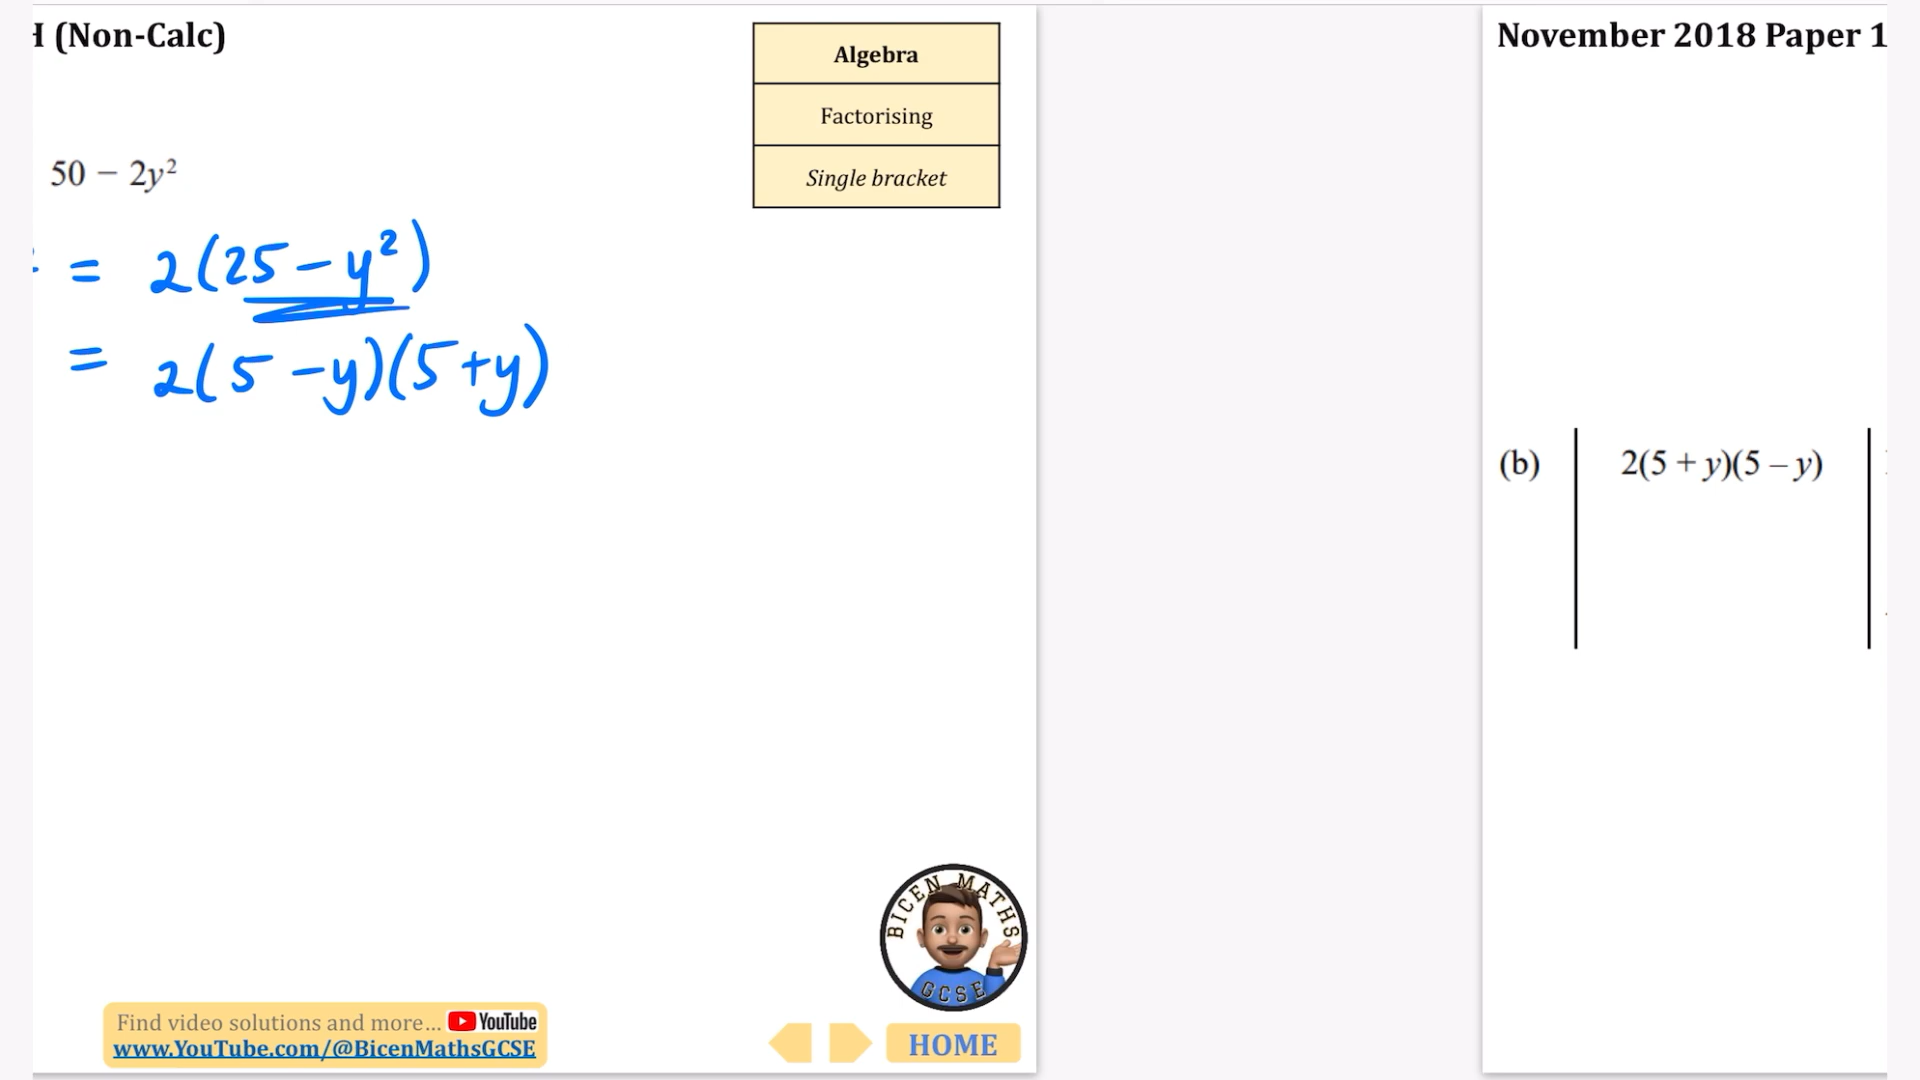 H (Non-Calc)
Algebra
Factorising
Single bracket
50 − 2y²
= 2(25−y²)
= 2(5−y)(5+y)
BICEN MATHS
GCSE
Find video solutions and more... YouTube
www.YouTube.com/@BicenMathsGCSE
HOME
November 2018 Paper 1
(b) 2(5 + y)(5 – y)